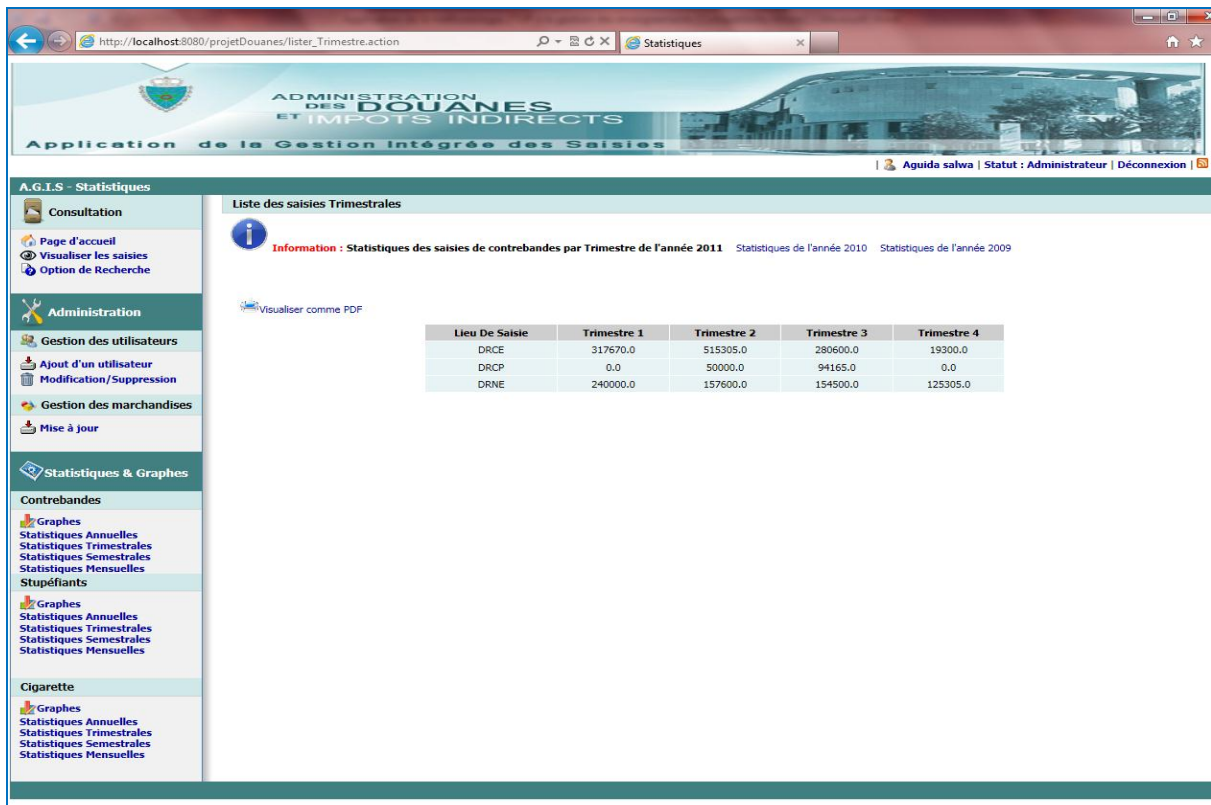 http://localhost:8080/projetDouanes/lister_Trimestre.action
Statistiques
ADMINISTRATION
DES DOUANES
ET IMPOTS INDIRECTS
Application de la Gestion Intégrée des Saisies
| Aguida salwa | Statut : Administrateur | Déconnexion |
A.G.I.S - Statistiques
Consultation
Page d'accueil
Visualiser les saisies
Option de Recherche
Administration
Gestion des utilisateurs
Ajout d'un utilisateur
Modification/Suppression
Gestion des marchandises
Mise à jour
Statistiques & Graphes
Contrebandes
Graphes
Statistiques Annuelles
Statistiques Trimestrales
Statistiques Semestrales
Statistiques Mensuelles
Stupéfiants
Graphes
Statistiques Annuelles
Statistiques Trimestrales
Statistiques Semestrales
Statistiques Mensuelles
Cigarette
Graphes
Statistiques Annuelles
Statistiques Trimestrales
Statistiques Semestrales
Statistiques Mensuelles
Liste des saisies Trimestrales
Information : Statistiques des saisies de contrebandes par Trimestre de l'année 2011 Statistiques de l'année 2010 Statistiques de l'année 2009
Visualiser comme PDF
Lieu De Saisie Trimestre 1 Trimestre 2 Trimestre 3 Trimestre 4
DRCE 317670.0 515305.0 280600.0 19300.0
DRCP 0.0 50000.0 94165.0 0.0
DRNE 240000.0 157600.0 154500.0 125305.0